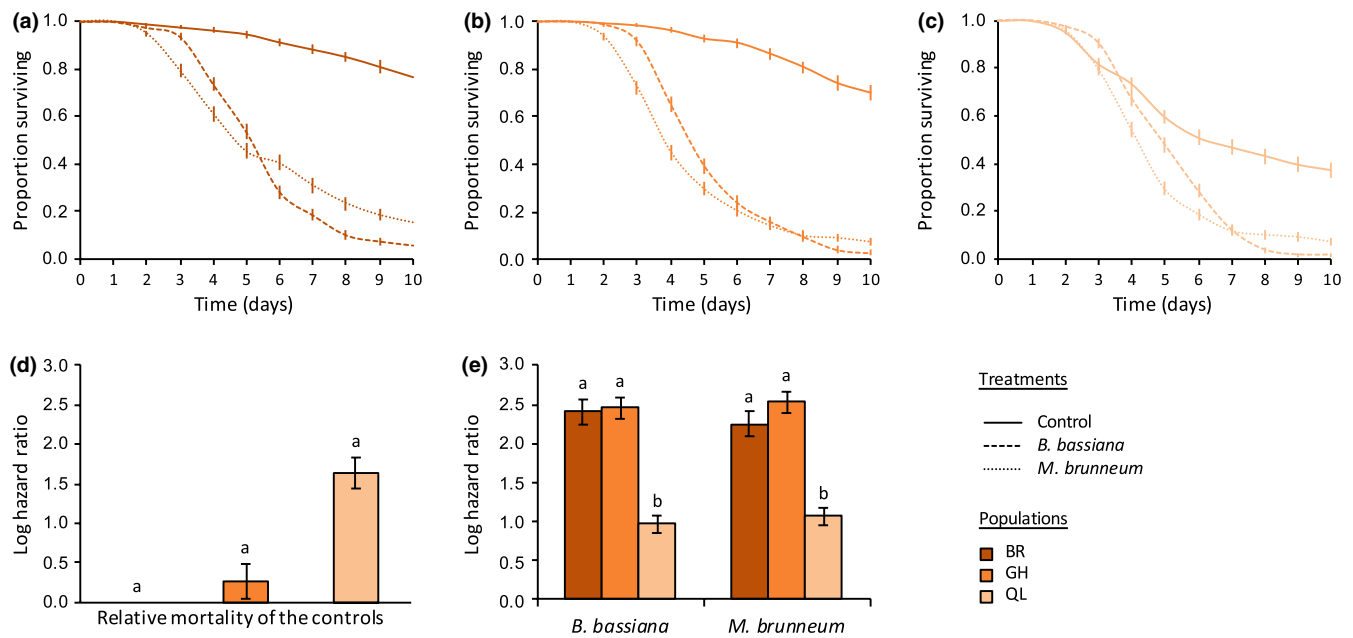 (a)
1.0
0.8
0.6
0.4
0.2
0.0
Proportion surviving
0 1 2 3 4 5 6 7 8 9 10
Time (days)
(b)
1.0
0.8
0.6
0.4
0.2
0.0
Proportion surviving
0 1 2 3 4 5 6 7 8 9 10
Time (days)
(c)
1.0
0.8
0.6
0.4
0.2
0.0
Proportion surviving
0 1 2 3 4 5 6 7 8 9 10
Time (days)
(d)
3.0
2.5
2.0
1.5
1.0
0.5
0.0
Log hazard ratio
a
a
a
Relative mortality of the controls
(e)
3.0
2.5
2.0
1.5
1.0
0.5
0.0
Log hazard ratio
a
a
b
a
a
b
B. bassiana
M. brunneum
Treatments
Control
B. bassiana
M. brunneum
Populations
BR
GH
QL